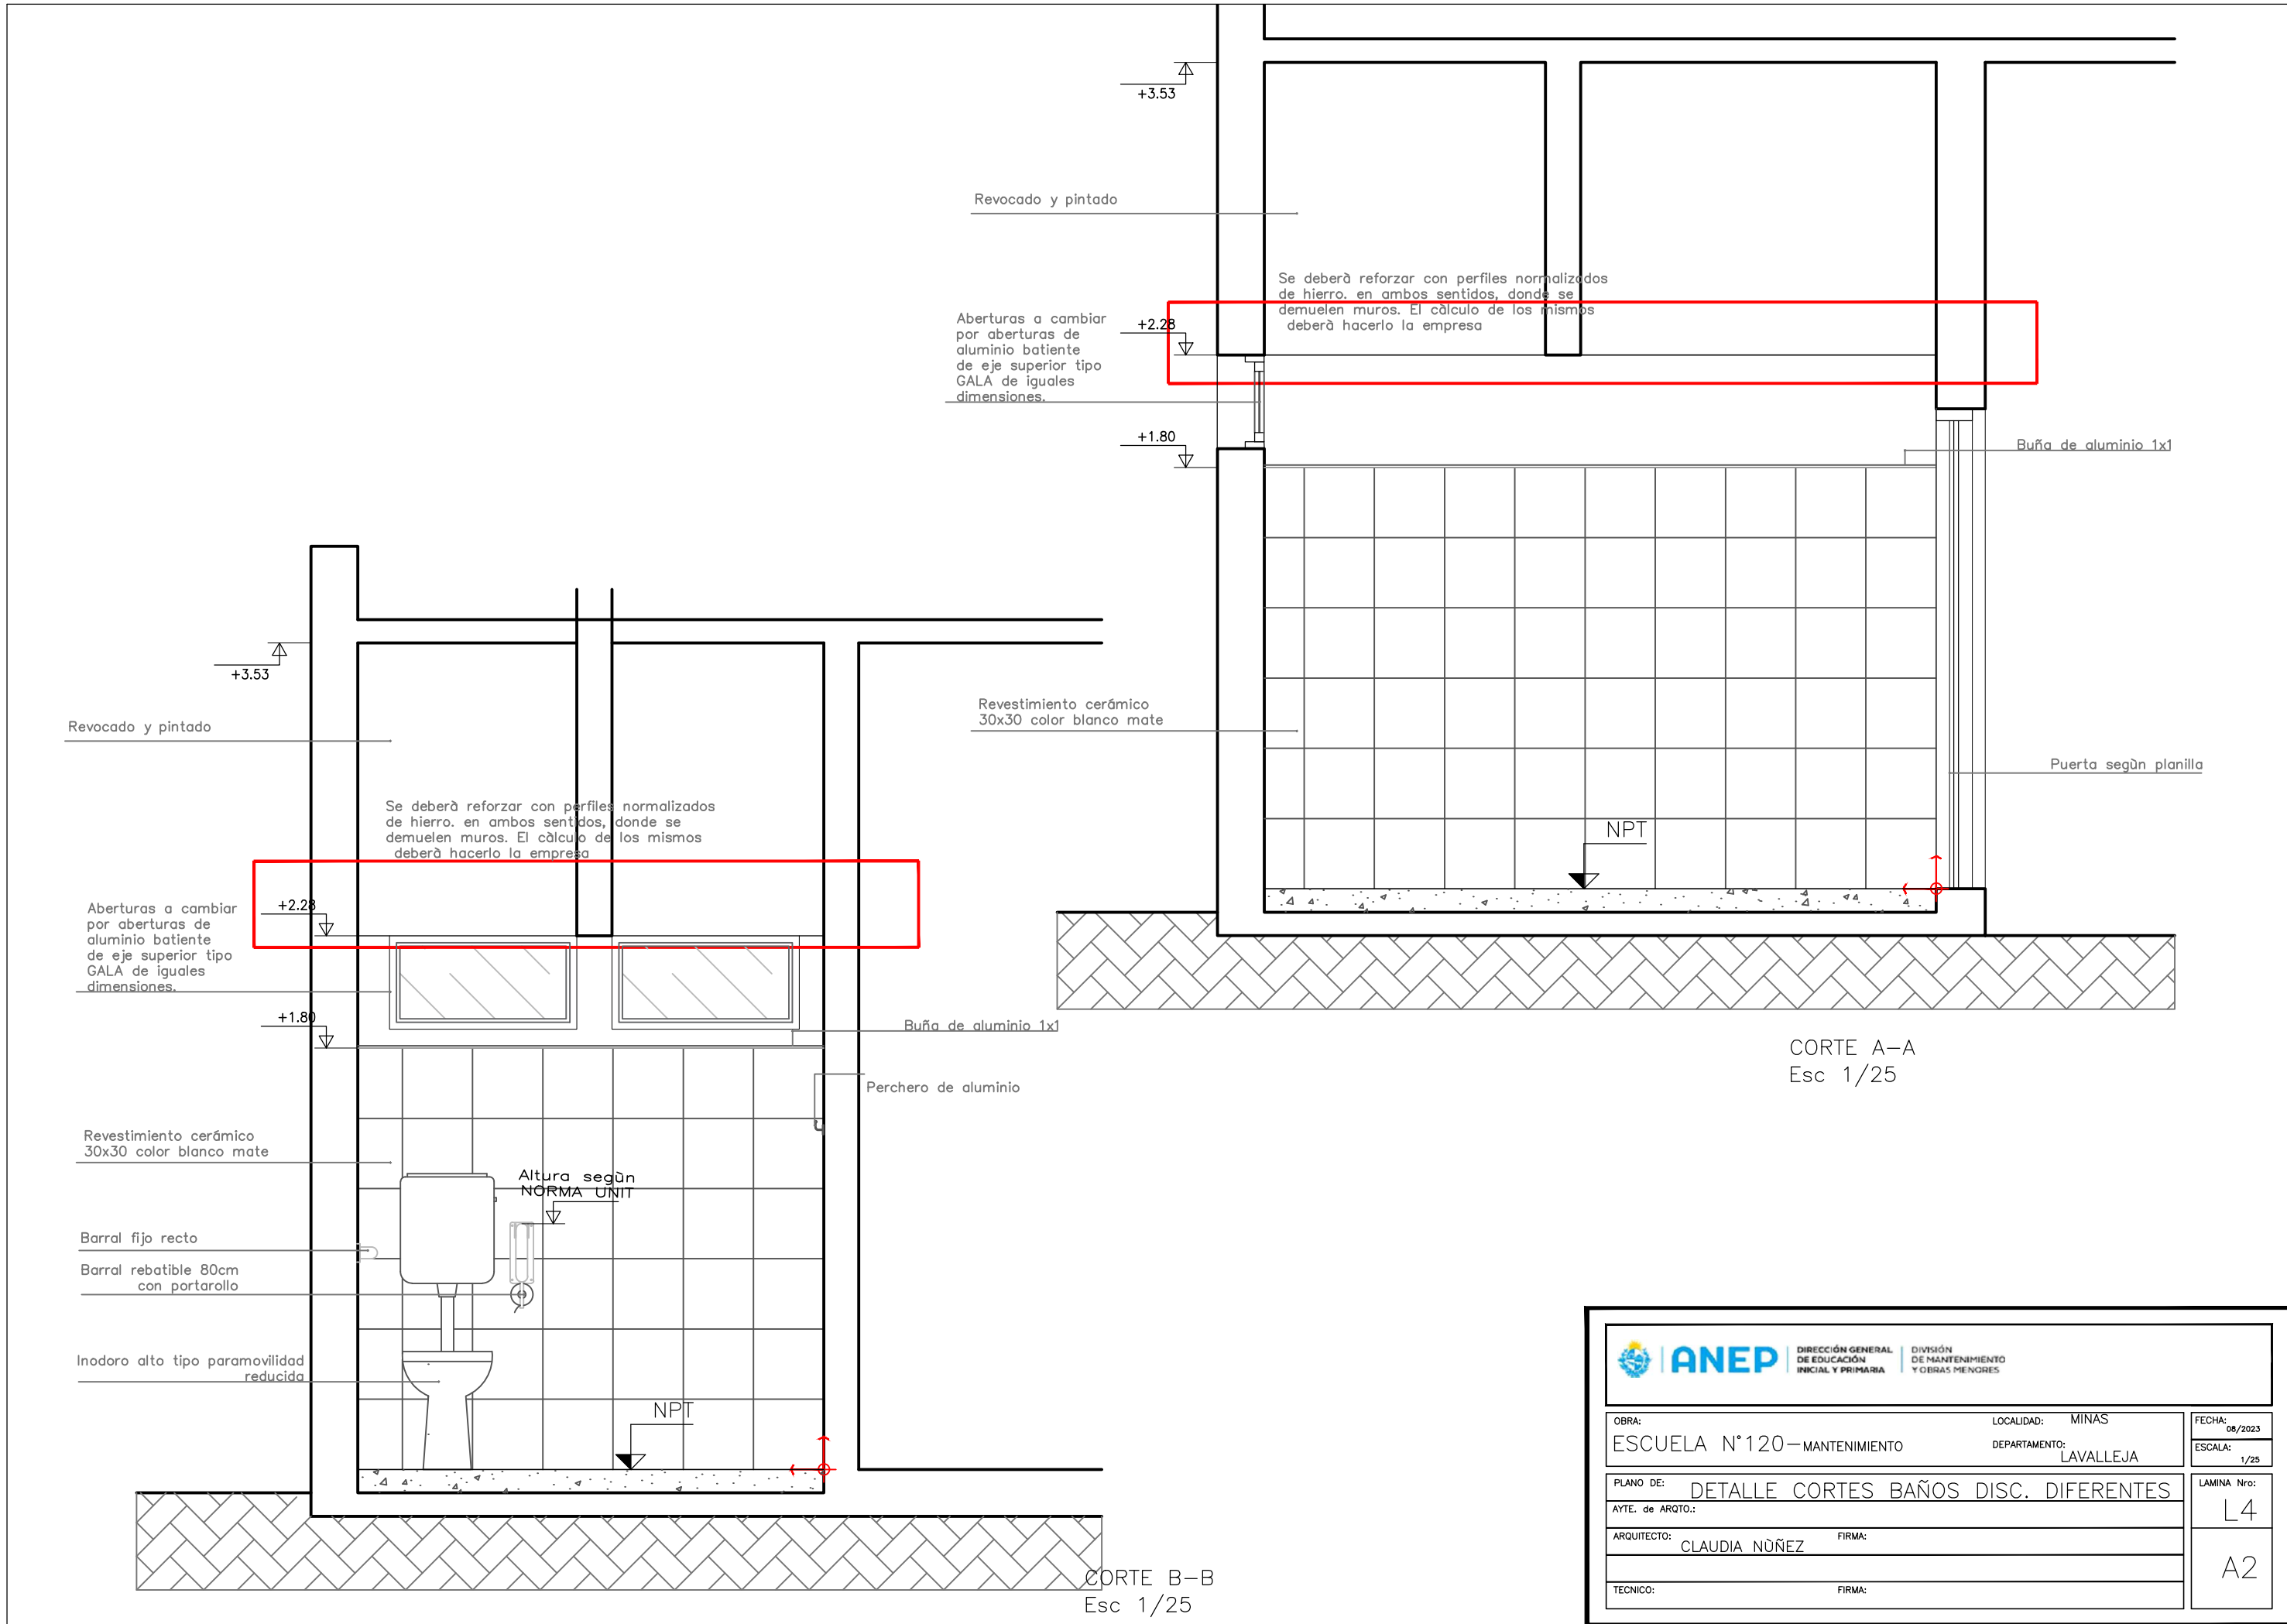 +3.53
Revocado y pintado
Se deberà reforzar con perfiles normalizados
de hierro. en ambos sentidos, donde se
demuelen muros. El càlculo de los mismos
deberà hacerlo la empresa
Aberturas a cambiar
por aberturas de
aluminio batiente
de eje superior tipo
GALA de iguales
dimensiones.
+2.28
+1.80
Buña de aluminio 1x1
Revestimiento cerámico
30x30 color blanco mate
Puerta segùn planilla
NPT
CORTE A-A
Esc 1/25
+3.53
Revocado y pintado
Se deberà reforzar con perfiles normalizados
de hierro. en ambos sentidos, donde se
demuelen muros. El càlculo de los mismos
deberà hacerlo la empresa
Aberturas a cambiar
por aberturas de
aluminio batiente
de eje superior tipo
GALA de iguales
dimensiones.
+2.28
+1.80
Buña de aluminio 1x1
Perchero de aluminio
Revestimiento cerámico
30x30 color blanco mate
Altura segùn
NORMA UNIT
Barral fijo recto
Barral rebatible 80cm
con portarollo
Inodoro alto tipo paramovilidad
reducida
NPT
CORTE B-B
Esc 1/25
ANEP
DIRECCIÓN GENERAL
DE EDUCACIÓN
INICIAL Y PRIMARIA
DIVISIÓN
DE MANTENIMIENTO
Y OBRAS MENORES
OBRA:
ESCUELA N°120-MANTENIMIENTO
LOCALIDAD: MINAS
DEPARTAMENTO:
LAVALLEJA
FECHA:
08/2023
ESCALA:
1/25
PLANO DE: DETALLE CORTES BAÑOS DISC. DIFERENTES
LAMINA Nro:
L4
AYTE. de ARQTO.:
ARQUITECTO: CLAUDIA NÙÑEZ FIRMA:
A2
TECNICO: FIRMA: